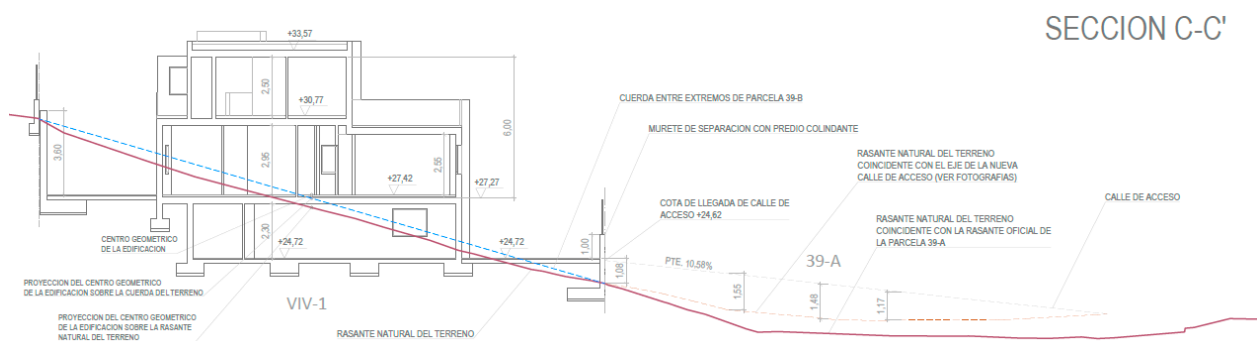 SECCION C-C'
+33,57
2,50
+30,77
6,00
CUERDA ENTRE EXTREMOS DE PARCELA 39-B
MURETE DE SEPARACION CON PREDIO COLINDANTE
3,60
2,95
2,55
RASANTE NATURAL DEL TERRENO
COINCIDENTE CON EL EJE DE LA NUEVA
CALLE DE ACCESO (VER FOTOGRAFIAS)
+27,42
+27,27
COTA DE LLEGADA DE CALLE DE
ACCESO +24,62
CALLE DE ACCESO
RASANTE NATURAL DEL TERRENO
COINCIDENTE CON LA RASANTE OFICIAL DE
LA PARCELA 39-A
CENTRO GEOMETRICO
DE LA EDIFICACION
2,30
+24,72
+24,72
1,00
1,08
PTE. 10,58%
39-A
1,55
1,48
1,17
PROYECCION DEL CENTRO GEOMETRICO
DE LA EDIFICACION SOBRE LA CUERDA DEL TERRENO
VIV-1
PROYECCION DEL CENTRO GEOMETRICO
DE LA EDIFICACION SOBRE LA RASANTE
NATURAL DEL TERRENO
RASANTE NATURAL DEL TERRENO